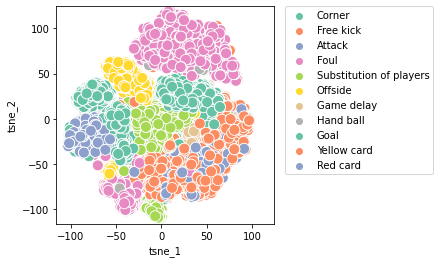 tsne_2
100
50
0
−50
−100
−100
−50
0
50
100
tsne_1
Corner
Free kick
Attack
Foul
Substitution of players
Offside
Game delay
Hand ball
Goal
Yellow card
Red card